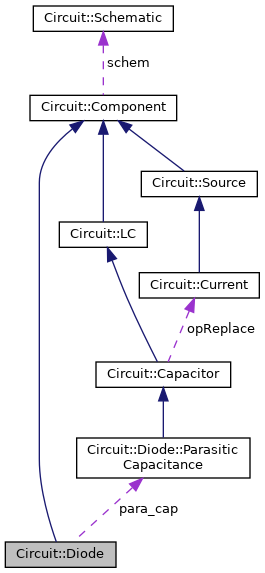 Circuit::Schematic
schem
Circuit::Component
Circuit::Source
Circuit::LC
Circuit::Current
opReplace
Circuit::Capacitor
Circuit::Diode::Parasitic
Capacitance
para_cap
Circuit::Diode